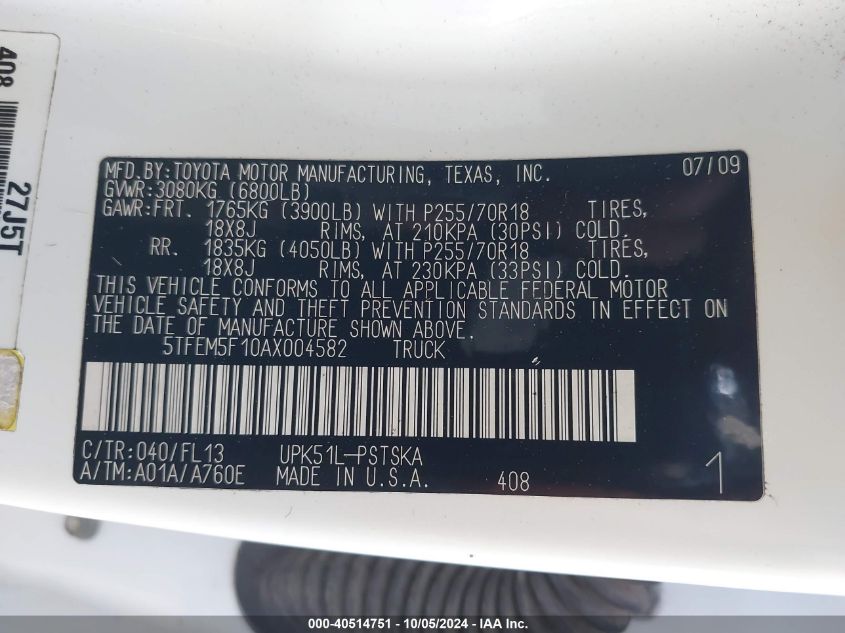 408
27J5T
MFD.BY:TOYOTA MOTOR MANUFACTURING, TEXAS, INC. 07/09
GVWR:3080KG (6800LB)
GAWR:FRT. 1765KG (3900LB) WITH P255/70R18 TIRES,
18X8J RIMS, AT 210KPA (30PSI) COLD.
RR. 1835KG (4050LB) WITH P255/70R18 TIRES,
18X8J RIMS, AT 230KPA (33PSI) COLD.
THIS VEHICLE CONFORMS TO ALL APPLICABLE FEDERAL MOTOR
VEHICLE SAFETY AND THEFT PREVENTION STANDARDS IN EFFECT ON
THE DATE OF MANUFACTURE SHOWN ABOVE.
5TFEM5F10AX004582 TRUCK
C/TR:040/FL13 UPK51L-PSTSKA
A/TM:A01A/A760E MADE IN U.S.A. 408 1
000-40514751 - 10/05/2024 - IAA Inc.